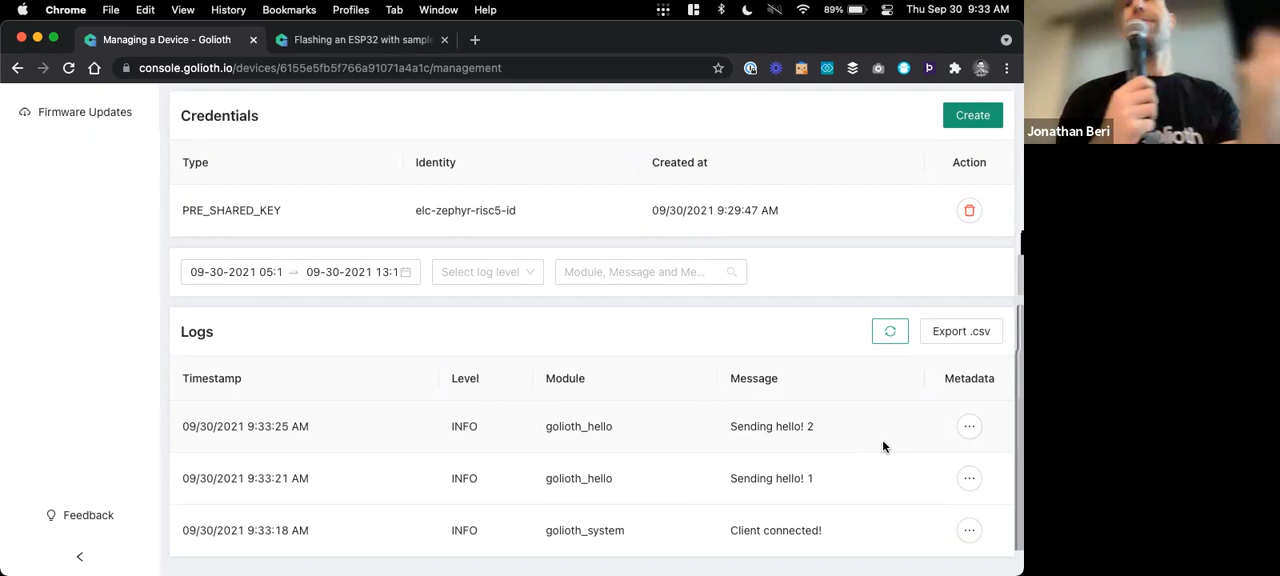 Chrome File Edit View History Bookmarks Profiles Tab Window Help 89% Thu Sep 30 9:33 AM
Managing a Device - Golioth Flashing an ESP32 with sample
console.golioth.io/devices/6155e5fb5f766a91071a4a1c/management
Firmware Updates
Credentials Create
Type Identity Created at Action
PRE_SHARED_KEY elc-zephyr-risc5-id 09/30/2021 9:29:47 AM
09-30-2021 05:1 → 09-30-2021 13:1 Select log level Module, Message and Me...
Logs Export .csv
Timestamp Level Module Message Metadata
09/30/2021 9:33:25 AM INFO golioth_hello Sending hello! 2
09/30/2021 9:33:21 AM INFO golioth_hello Sending hello! 1
09/30/2021 9:33:18 AM INFO golioth_system Client connected!
Feedback
Jonathan Beri
golioth